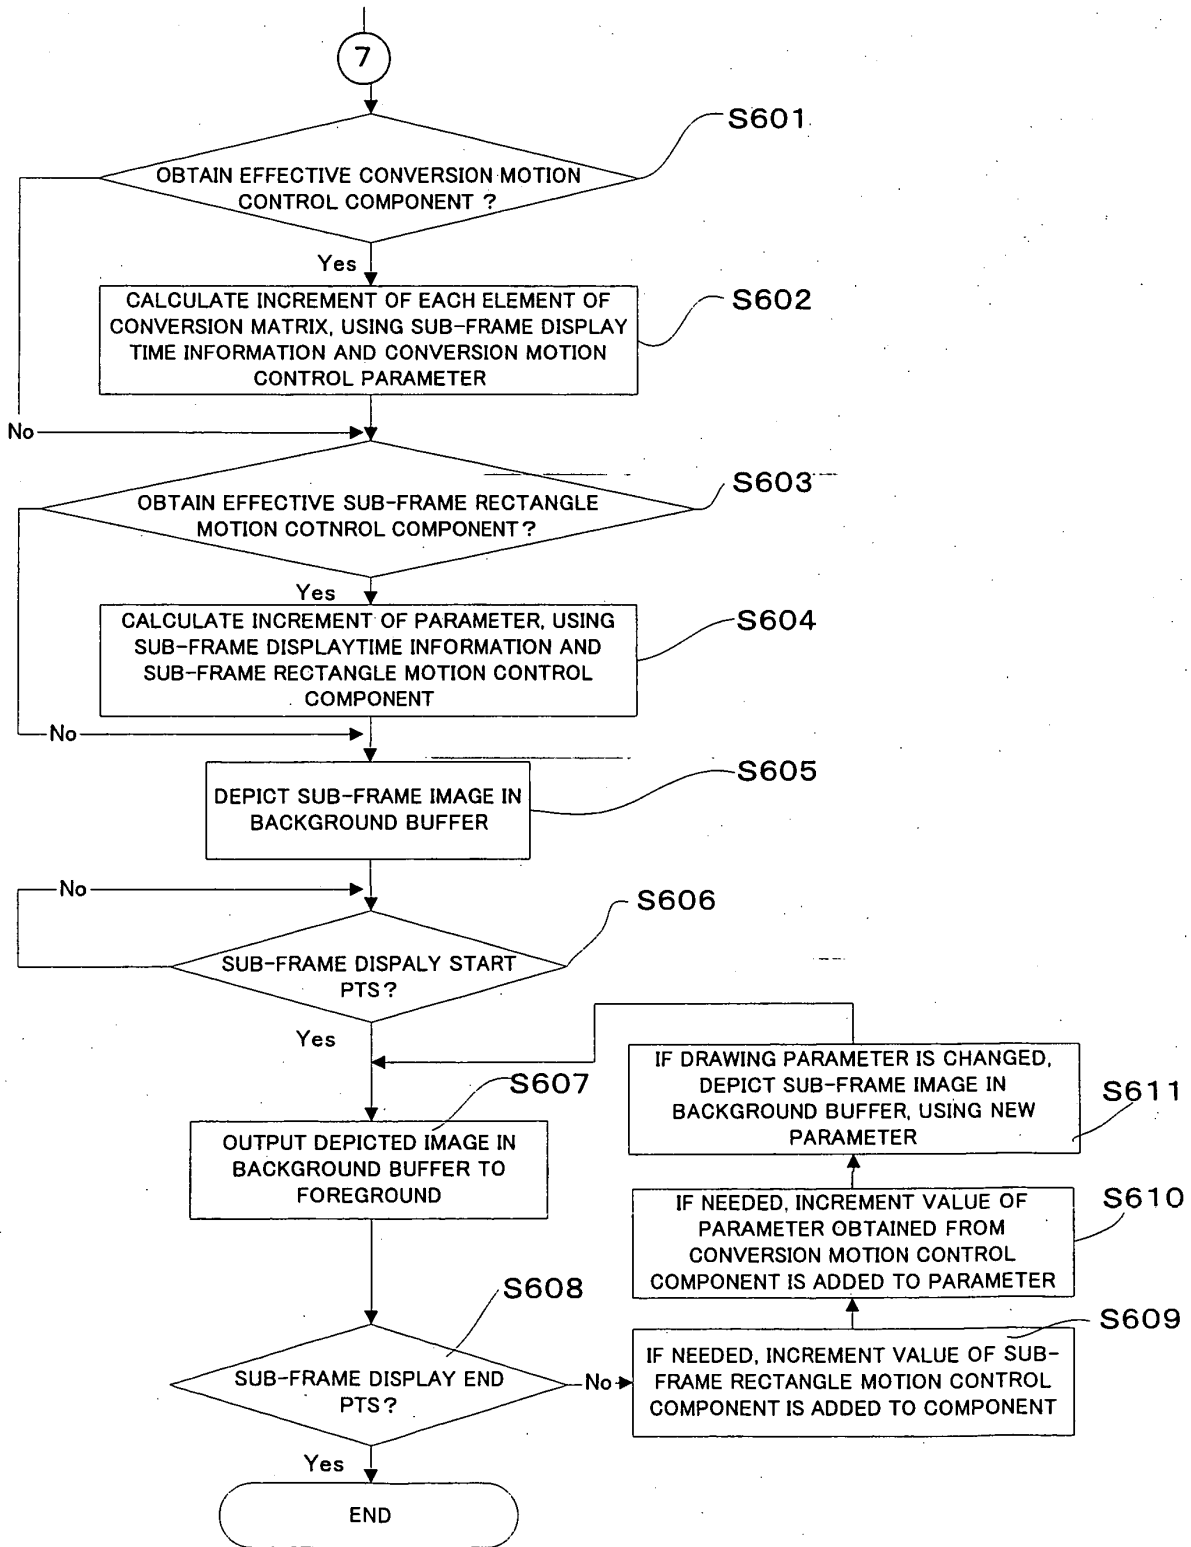 7
S601
OBTAIN EFFECTIVE CONVERSION MOTION
CONTROL COMPONENT ?
Yes
S602
CALCULATE INCREMENT OF EACH ELEMENT OF
CONVERSION MATRIX, USING SUB-FRAME DISPLAY
TIME INFORMATION AND CONVERSION MOTION
CONTROL PARAMETER
No
S603
OBTAIN EFFECTIVE SUB-FRAME RECTANGLE
MOTION COTNROL COMPONENT?
Yes
S604
CALCULATE INCREMENT OF PARAMETER, USING
SUB-FRAME DISPLAYTIME INFORMATION AND
SUB-FRAME RECTANGLE MOTION CONTROL
COMPONENT
No
S605
DEPICT SUB-FRAME IMAGE IN
BACKGROUND BUFFER
No
S606
SUB-FRAME DISPALY START
PTS?
Yes
S607
OUTPUT DEPICTED IMAGE IN
BACKGROUND BUFFER TO
FOREGROUND
S608
SUB-FRAME DISPLAY END
PTS?
No
Yes
END
IF DRAWING PARAMETER IS CHANGED,
DEPICT SUB-FRAME IMAGE IN
BACKGROUND BUFFER, USING NEW
PARAMETER
S611
IF NEEDED, INCREMENT VALUE OF
PARAMETER OBTAINED FROM
CONVERSION MOTION CONTROL
COMPONENT IS ADDED TO PARAMETER
S610
S609
IF NEEDED, INCREMENT VALUE OF SUB-
FRAME RECTANGLE MOTION CONTROL
COMPONENT IS ADDED TO COMPONENT